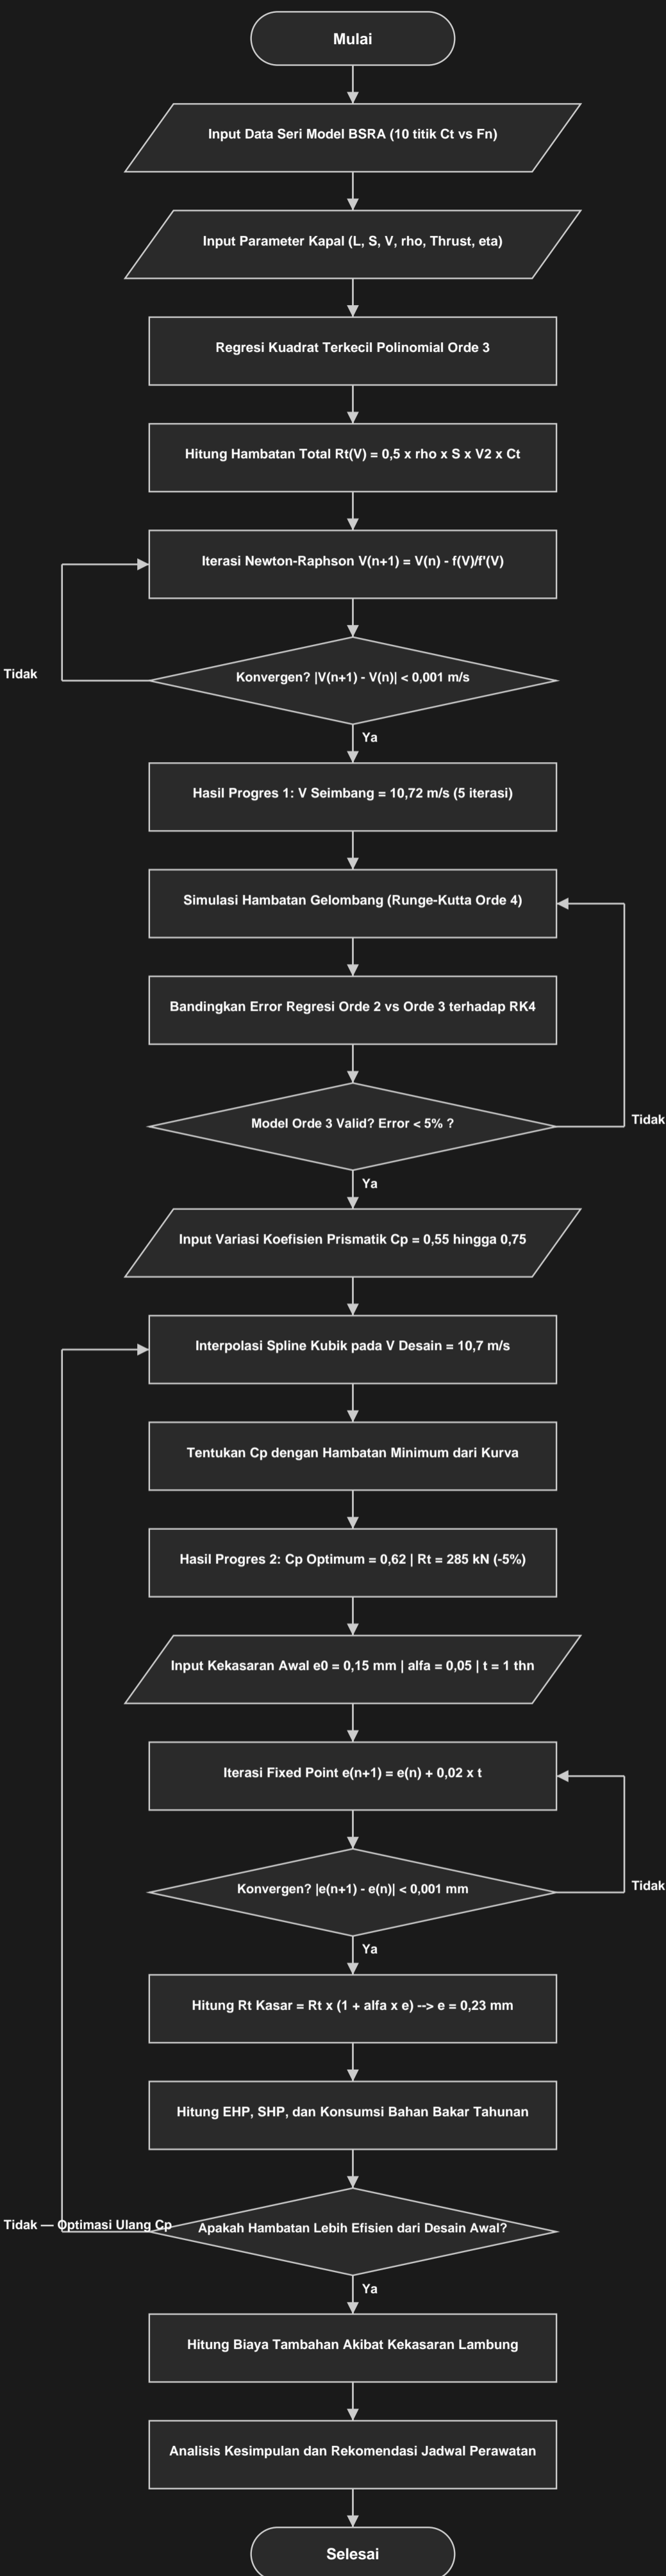 Mulai
Input Data Seri Model BSRA (10 titik Ct vs Fn)
Input Parameter Kapal (L, S, V, rho, Thrust, eta)
Regresi Kuadrat Terkecil Polinomial Orde 3
Hitung Hambatan Total Rt(V) = 0,5 x rho x S x V2 x Ct
Iterasi Newton-Raphson V(n+1) = V(n) - f(V)/f'(V)
Tidak
Konvergen? |V(n+1) - V(n)| < 0,001 m/s
Ya
Hasil Progres 1: V Seimbang = 10,72 m/s (5 iterasi)
Simulasi Hambatan Gelombang (Runge-Kutta Orde 4)
Bandingkan Error Regresi Orde 2 vs Orde 3 terhadap RK4
Model Orde 3 Valid? Error < 5% ?
Tidak
Ya
Input Variasi Koefisien Prismatik Cp = 0,55 hingga 0,75
Interpolasi Spline Kubik pada V Desain = 10,7 m/s
Tentukan Cp dengan Hambatan Minimum dari Kurva
Hasil Progres 2: Cp Optimum = 0,62 | Rt = 285 kN (-5%)
Input Kekasaran Awal e0 = 0,15 mm | alfa = 0,05 | t = 1 thn
Iterasi Fixed Point e(n+1) = e(n) + 0,02 x t
Konvergen? |e(n+1) - e(n)| < 0,001 mm
Tidak
Ya
Hitung Rt Kasar = Rt x (1 + alfa x e) --> e = 0,23 mm
Hitung EHP, SHP, dan Konsumsi Bahan Bakar Tahunan
Tidak — Optimasi Ulang Cp
Apakah Hambatan Lebih Efisien dari Desain Awal?
Ya
Hitung Biaya Tambahan Akibat Kekasaran Lambung
Analisis Kesimpulan dan Rekomendasi Jadwal Perawatan
Selesai